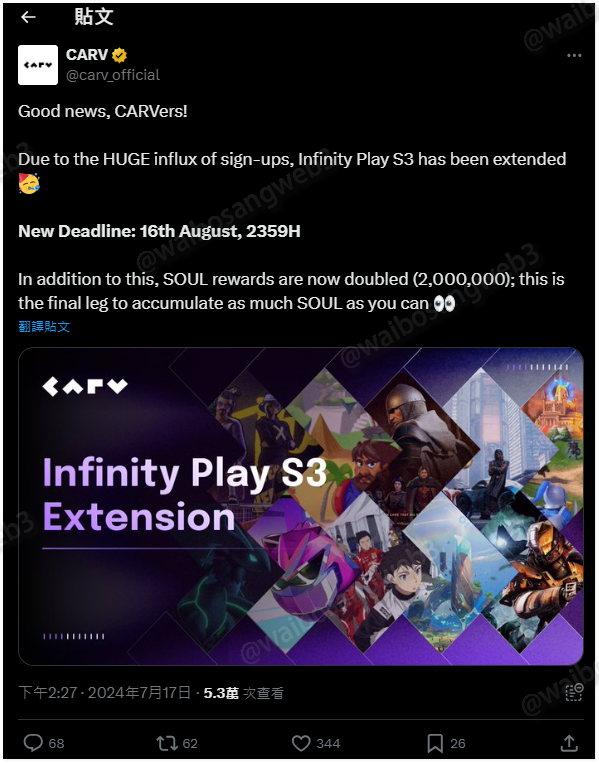 貼文
CARV
@carv_official
Good news, CARVers!
Due to the HUGE influx of sign-ups, Infinity Play S3 has been extended
🥳
New Deadline: 16th August, 2359H
In addition to this, SOUL rewards are now doubled (2,000,000); this is
the final leg to accumulate as much SOUL as you can 👀
翻譯貼文
CARV
Infinity Play S3
Extension
下午2:27 · 2024年7月17日 · 5.3萬 次查看
68 62 344 26
@waibosangweb3
@waibosangweb3
@waibosangweb3